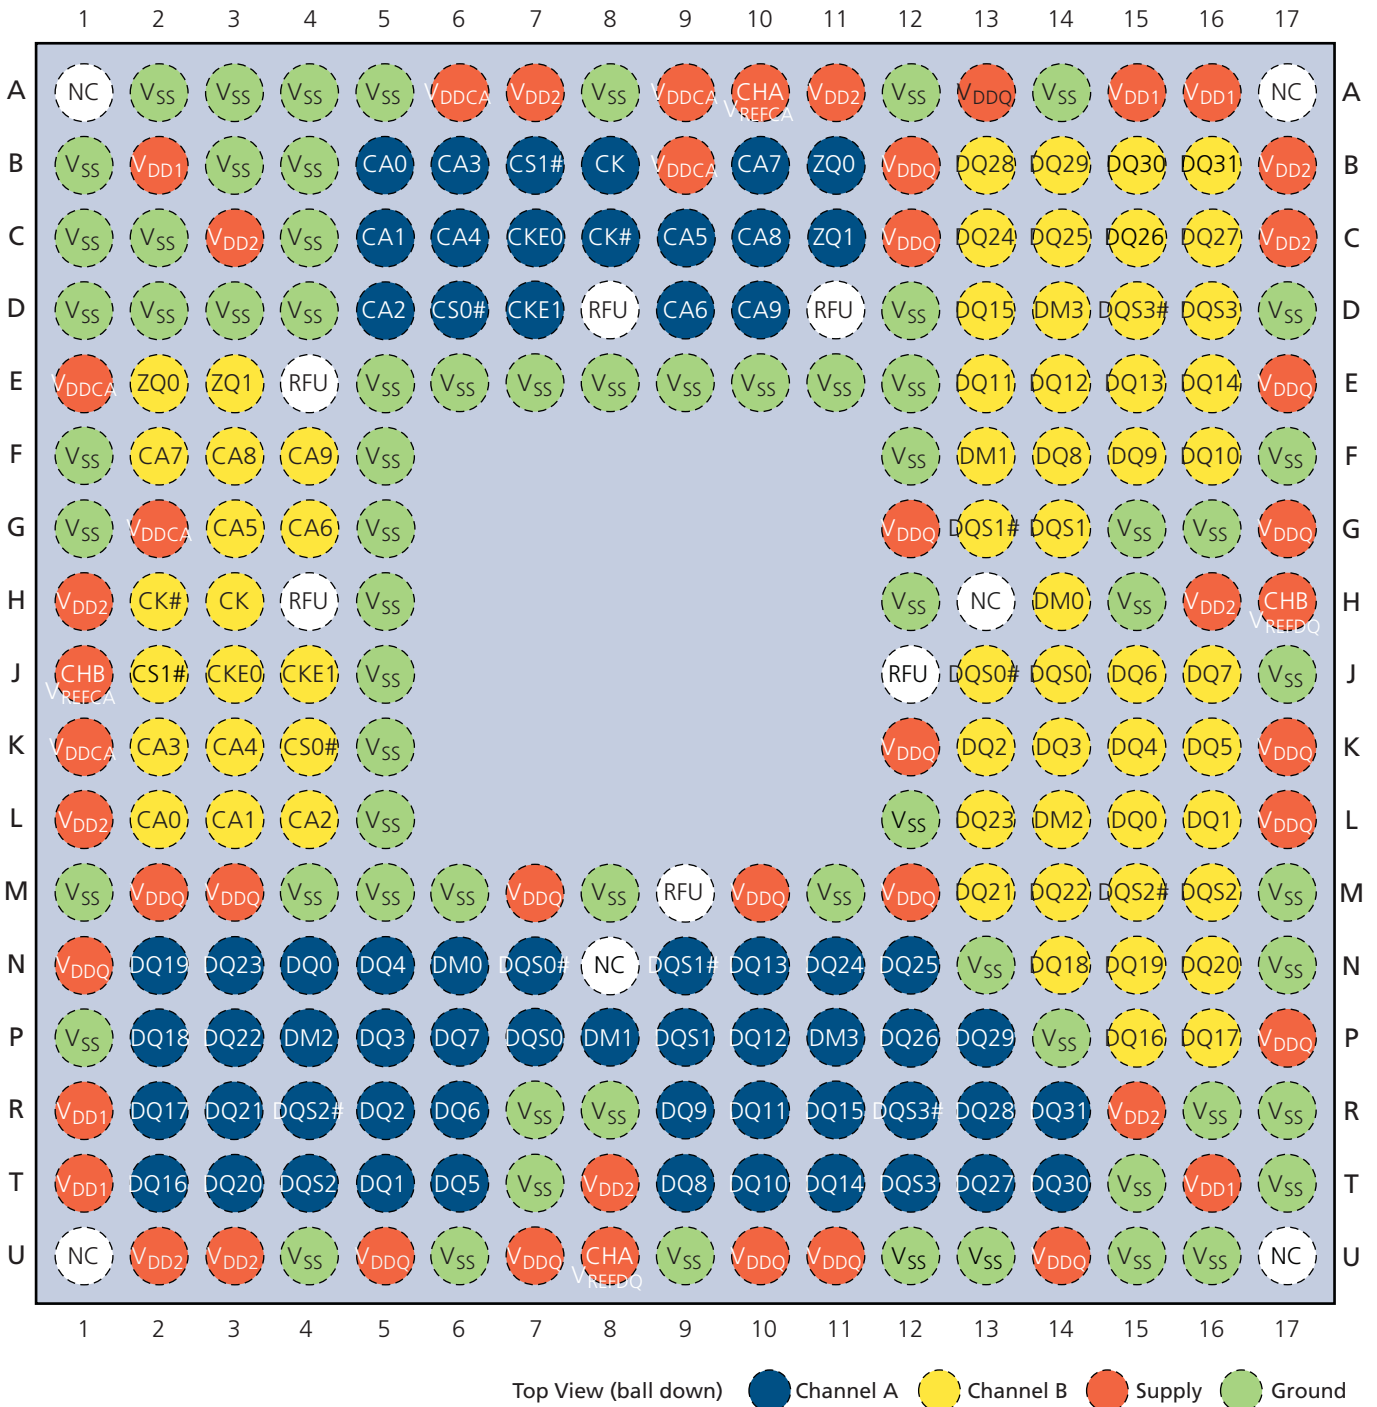 1 2 3 4 5 6 7 8 9 10 11 12 13 14 15 16 17
A NC VSS VSS VSS VSS VDDCA VDD2 VSS VDDCA CHA VREFCA VDD2 VSS VDDQ VSS VDD1 VDD1 NC A
B VSS VDD1 VSS VSS CA0 CA3 CS1# CK VDDCA CA7 ZQ0 VDDQ DQ28 DQ29 DQ30 DQ31 VDD2 B
C VSS VSS VDD2 VSS CA1 CA4 CKE0 CK# CA5 CA8 ZQ1 VDDQ DQ24 DQ25 DQ26 DQ27 VDD2 C
D VSS VSS VSS VSS CA2 CS0# CKE1 RFU CA6 CA9 RFU VSS DQ15 DM3 DQS3# DQS3 VSS D
E VDDCA ZQ0 ZQ1 RFU VSS VSS VSS VSS VSS VSS VSS VSS DQ11 DQ12 DQ13 DQ14 VDDQ E
F VSS CA7 CA8 CA9 VSS VSS DM1 DQ8 DQ9 DQ10 VSS F
G VSS VDDCA CA5 CA6 VSS VDDQ DQS1# DQS1 VSS VSS VDDQ G
H VDD2 CK# CK RFU VSS VSS NC DM0 VSS VDD2 CHB VREFDQ H
J CHB VREFCA CS1# CKE0 CKE1 VSS RFU DQS0# DQS0 DQ6 DQ7 VSS J
K VDDCA CA3 CA4 CS0# VSS VDDQ DQ2 DQ3 DQ4 DQ5 VDDQ K
L VDD2 CA0 CA1 CA2 VSS VSS DQ23 DM2 DQ0 DQ1 VDDQ L
M VSS VDDQ VDDQ VSS VSS VSS VDDQ VSS RFU VDDQ VSS VDDQ DQ21 DQ22 DQS2# DQS2 VSS M
N VDDQ DQ19 DQ23 DQ0 DQ4 DM0 DQS0# NC DQS1# DQ13 DQ24 DQ25 VSS DQ18 DQ19 DQ20 VSS N
P VSS DQ18 DQ22 DM2 DQ3 DQ7 DQS0 DM1 DQS1 DQ12 DM3 DQ26 DQ29 VSS DQ16 DQ17 VDDQ P
R VDD1 DQ17 DQ21 DQS2# DQ2 DQ6 VSS VSS DQ9 DQ11 DQ15 DQS3# DQ28 DQ31 VDD2 VSS VSS R
T VDD1 DQ16 DQ20 DQS2 DQ1 DQ5 VSS VDD2 DQ8 DQ10 DQ14 DQS3 DQ27 DQ30 VSS VDD1 VSS T
U NC VDD2 VDD2 VSS VDDQ VSS VDDQ CHA VREFDQ VSS VDDQ VDDQ VSS VSS VDDQ VSS VSS NC U
1 2 3 4 5 6 7 8 9 10 11 12 13 14 15 16 17
Top View (ball down) Channel A Channel B Supply Ground